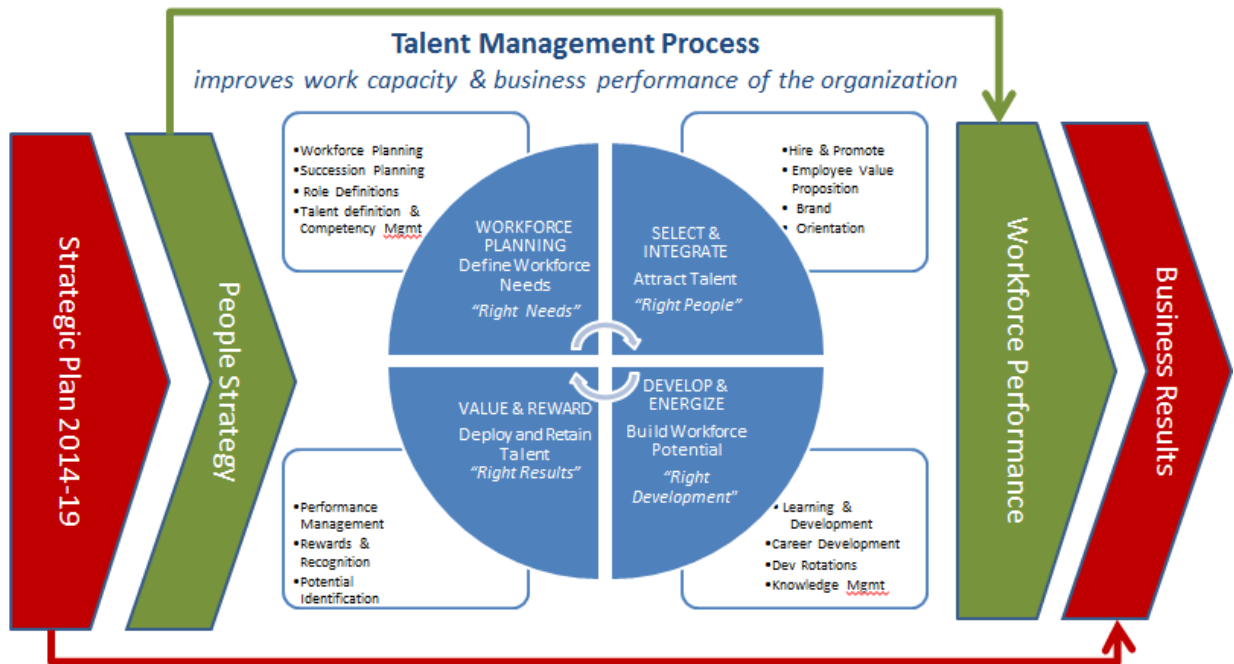 Talent Management Process
improves work capacity & business performance of the organization
Strategic Plan 2014-19
People Strategy
•Workforce Planning
•Succession Planning
• Role Definitions
•Talent definition &
Competency Mgmt
WORKFORCE
PLANNING
Define Workforce
Needs
“Right Needs”
SELECT &
INTEGRATE
Attract Talent
“Right People”
•Hire & Promote
•Employee Value
Proposition
• Brand
• Orientation
VALUE & REWARD
Deploy and Retain
Talent
“Right Results”
•Performance
Management
•Rewards &
Recognition
•Potential
Identification
DEVELOP &
ENERGIZE
Build Workforce
Potential
“Right
Development”
• Learning &
Development
•Career Development
•Dev Rotations
•Knowledge Mgmt
Workforce Performance
Business Results